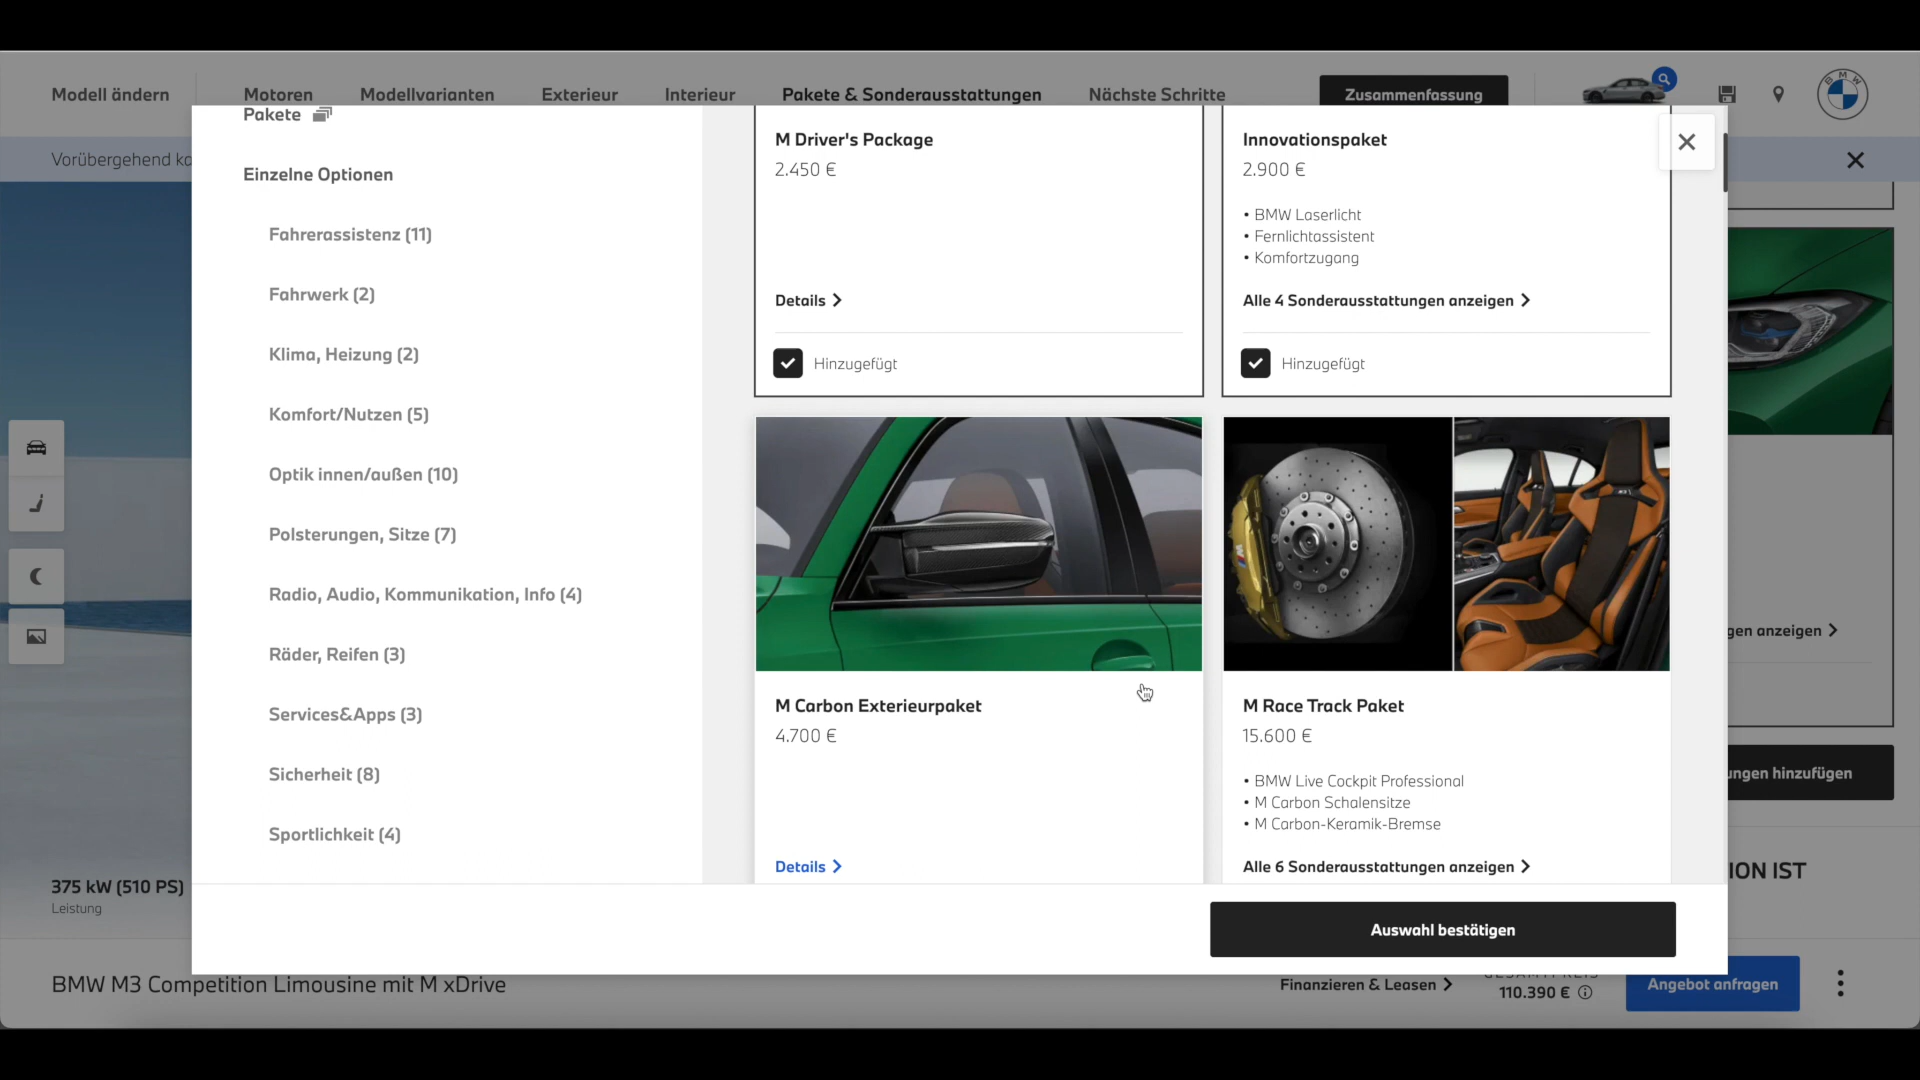 Modell ändern
Motoren
Modellvarianten
Exterieur
Interieur
Pakete & Sonderausstattungen
Nächste Schritte
Zusammenfassung
BMW
Vorübergehend
Pakete
Einzelne Optionen
Fahrerassistenz (11)
Fahrwerk (2)
Klima, Heizung (2)
Komfort/Nutzen (5)
Optik innen/außen (10)
Polsterungen, Sitze (7)
Radio, Audio, Kommunikation, Info (4)
Räder, Reifen (3)
Services&Apps (3)
Sicherheit (8)
Sportlichkeit (4)
M Driver's Package
2.450 €
Details
Hinzugefügt
Innovationspaket
2.900 €
• BMW Laserlicht
• Fernlichtassistent
• Komfortzugang
Alle 4 Sonderausstattungen anzeigen
Hinzugefügt
M Carbon Exterieurpaket
4.700 €
Details
M Race Track Paket
15.600 €
• BMW Live Cockpit Professional
• M Carbon Schalensitze
• M Carbon-Keramik-Bremse
Alle 6 Sonderausstattungen anzeigen
anzeigen
hinzufügen
ION IST
375 kW (510 PS)
Leistung
Auswahl bestätigen
BMW M3 Competition Limousine mit M xDrive
Finanzieren & Leasen
110.390 €
Angebot anfragen